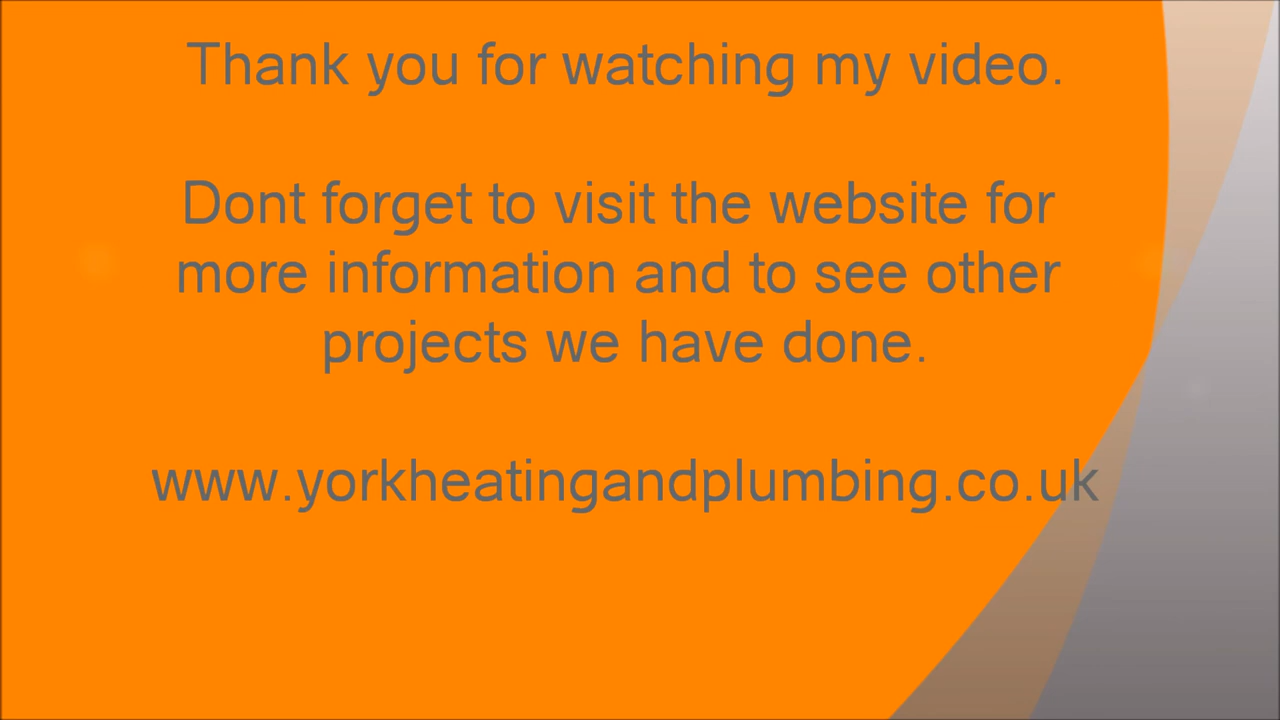 Thank you for watching my video.
Dont forget to visit the website for
more information and to see other
projects we have done.
www.yorkheatingandplumbing.co.uk